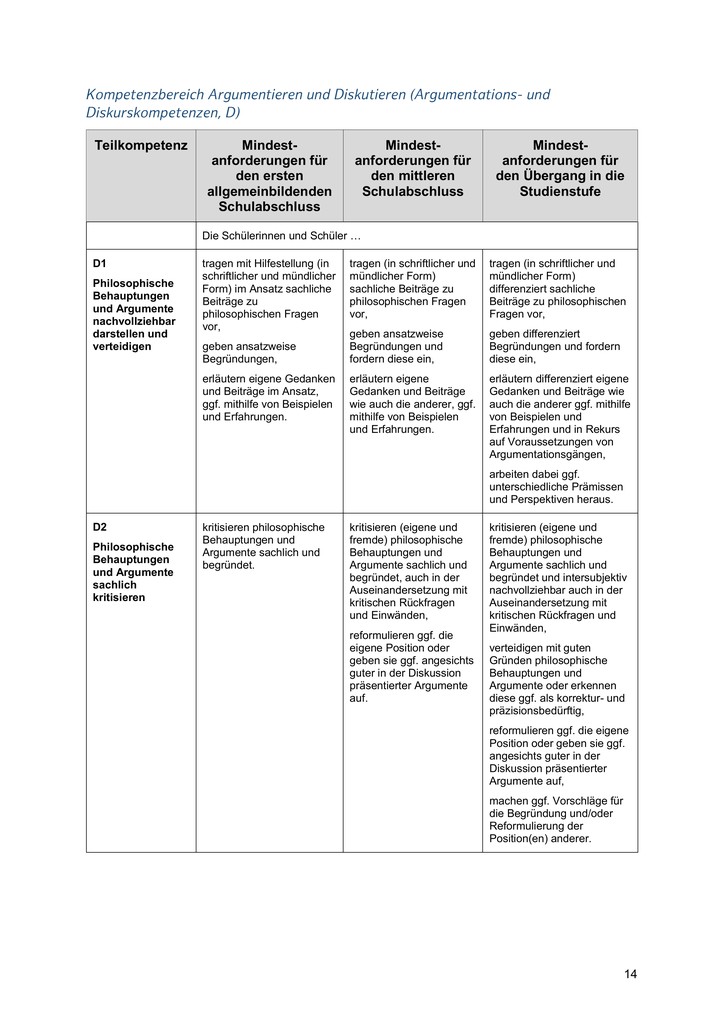 Kompetenzbereich Argumentieren und Diskutieren (Argumentations- und
Diskurskompetenzen, D)
Teilkompetenz
Mindest-
anforderungen für
den ersten
allgemeinbildenden
Schulabschluss
Mindest-
anforderungen für
den mittleren
Schulabschluss
Mindest-
anforderungen für
den Übergang in die
Studienstufe
Die Schülerinnen und Schüler …
D1
Philosophische
Behauptungen
und Argumente
nachvollziehbar
darstellen und
verteidigen
tragen mit Hilfestellung (in
schriftlicher und mündlicher
Form) im Ansatz sachliche
Beiträge zu
philosophischen Fragen
vor,
geben ansatzweise
Begründungen,
erläutern eigene Gedanken
und Beiträge im Ansatz,
ggf. mithilfe von Beispielen
und Erfahrungen.
tragen (in schriftlicher und
mündlicher Form)
sachliche Beiträge zu
philosophischen Fragen
vor,
geben ansatzweise
Begründungen und
fordern diese ein,
erläutern eigene
Gedanken und Beiträge
wie auch die anderer, ggf.
mithilfe von Beispielen
und Erfahrungen.
tragen (in schriftlicher und
mündlicher Form)
differenziert sachliche
Beiträge zu philosophischen
Fragen vor,
geben differenziert
Begründungen und fordern
diese ein,
erläutern differenziert eigene
Gedanken und Beiträge wie
auch die anderer ggf. mithilfe
von Beispielen und
Erfahrungen und in Rekurs
auf Voraussetzungen von
Argumentationsgängen,
arbeiten dabei ggf.
unterschiedliche Prämissen
und Perspektiven heraus.
D2
Philosophische
Behauptungen
und Argumente
sachlich
kritisieren
kritisieren philosophische
Behauptungen und
Argumente sachlich und
begründet.
kritisieren (eigene und
fremde) philosophische
Behauptungen und
Argumente sachlich und
begründet, auch in der
Auseinandersetzung mit
kritischen Rückfragen
und Einwänden,
reformulieren ggf. die
eigene Position oder
geben sie ggf. angesichts
guter in der Diskussion
präsentierter Argumente
auf.
kritisieren (eigene und
fremde) philosophische
Behauptungen und
Argumente sachlich und
begründet und intersubjektiv
nachvollziehbar auch in der
Auseinandersetzung mit
kritischen Rückfragen und
Einwänden,
verteidigen mit guten
Gründen philosophische
Behauptungen und
Argumente oder erkennen
diese ggf. als korrektur- und
präzisionsbedürftig,
reformulieren ggf. die eigene
Position oder geben sie ggf.
angesichts guter in der
Diskussion präsentierter
Argumente auf,
machen ggf. Vorschläge für
die Begründung und/oder
Reformulierung der
Position(en) anderer.
14